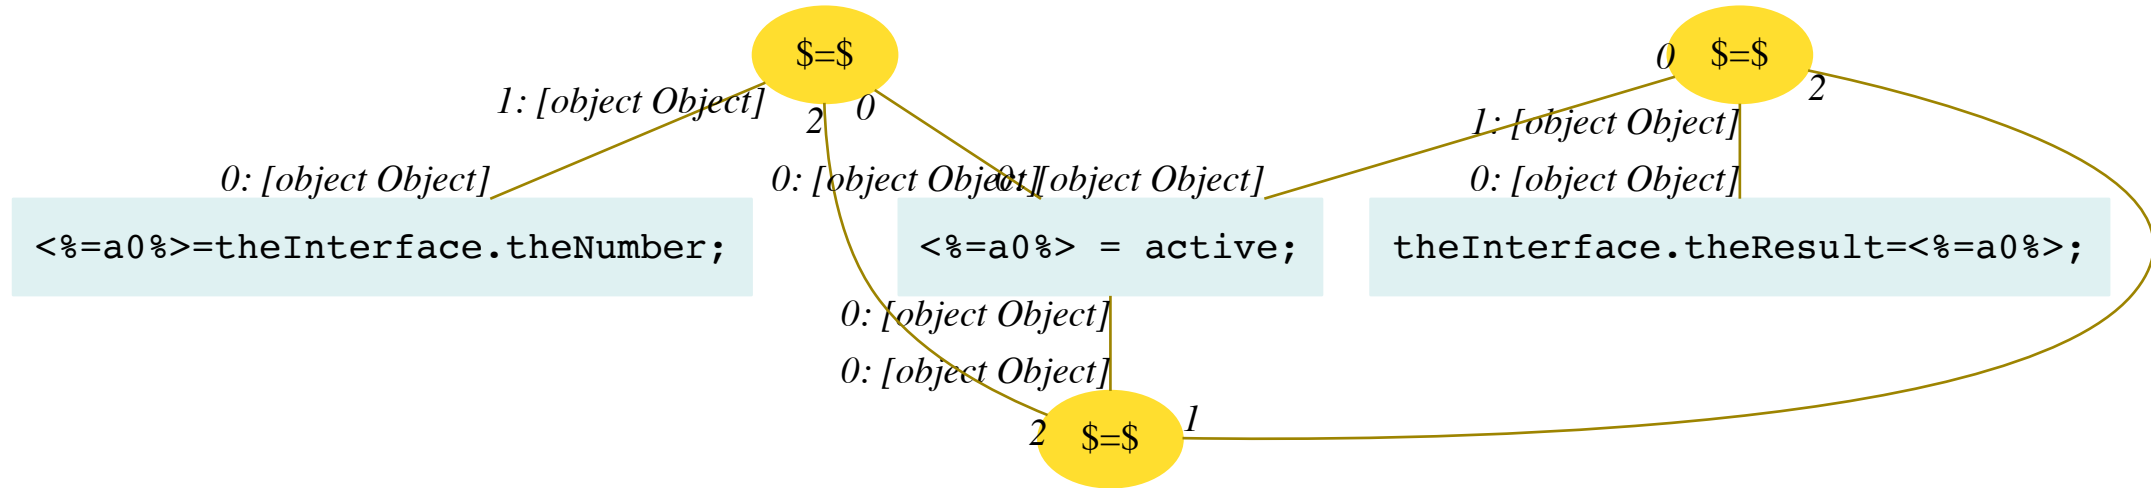 $=$
$=$
0
2
1: [object Object]
2
0
1: [object Object]
0: [object Object]
0: [object Object]
0: [object Object]
0: [object Object]
<%=a0%>=theInterface.theNumber;
<%=a0%> = active;
theInterface.theResult=<%=a0%>;
0: [object Object]
0: [object Object]
2
$=$
1